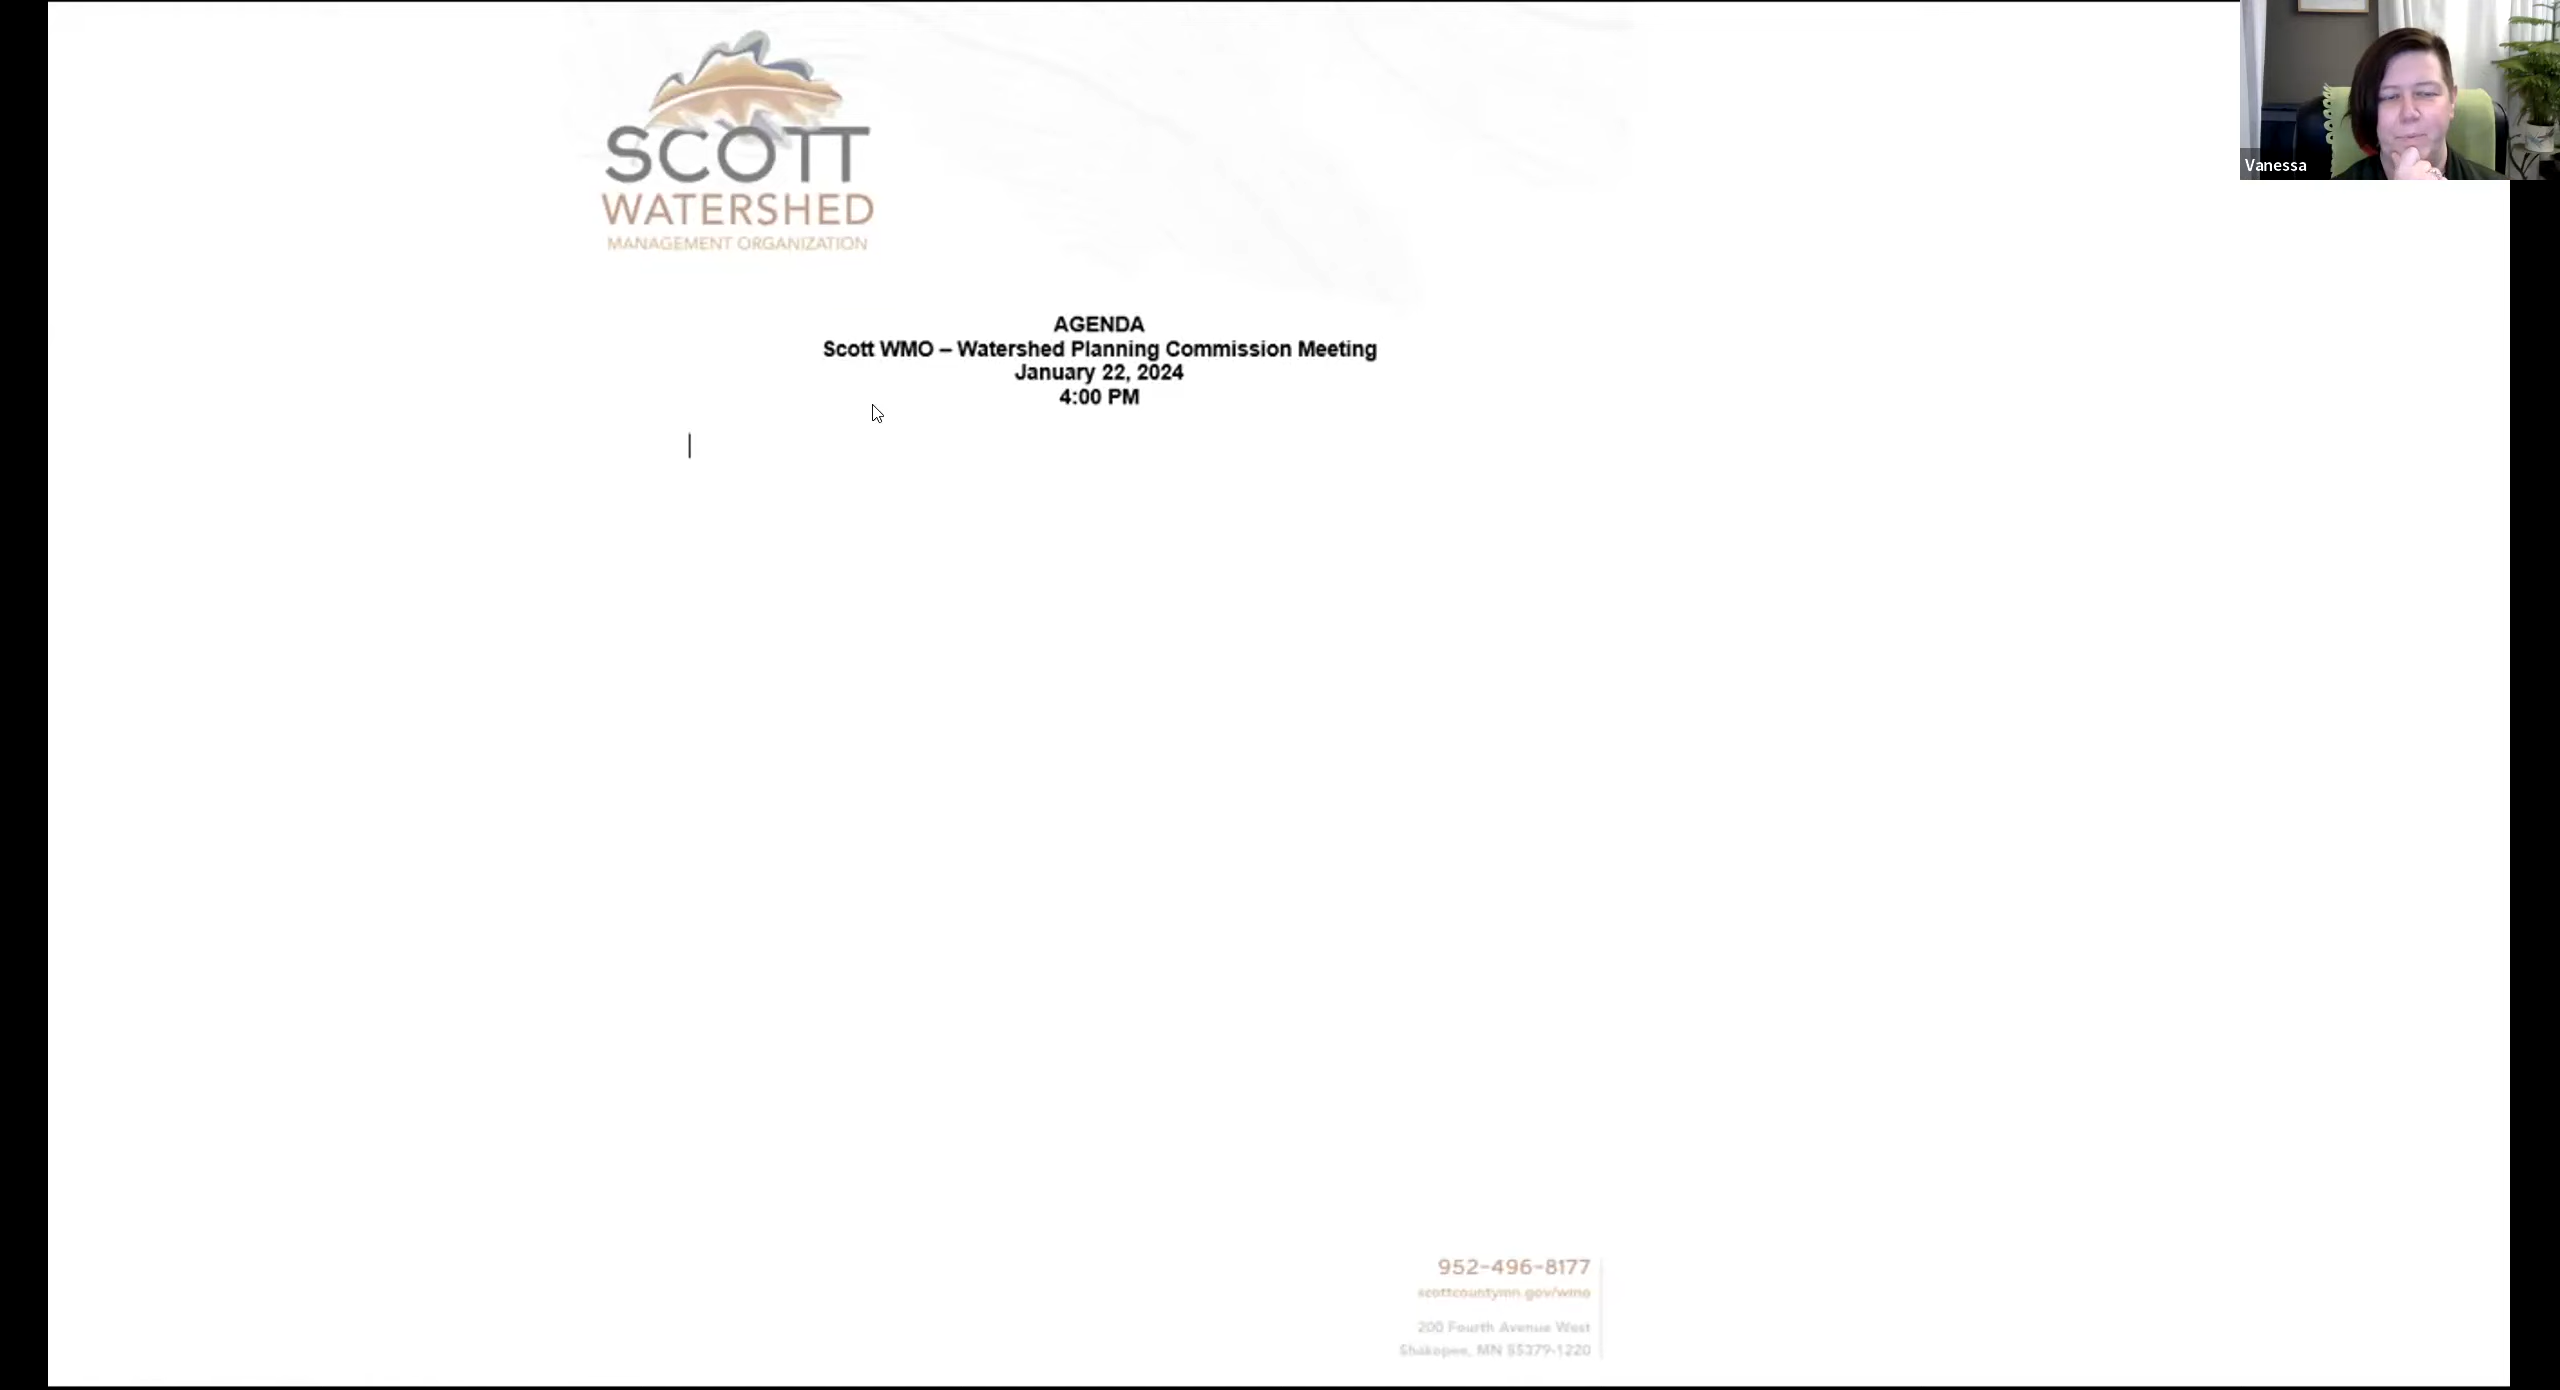 SCOTT
WATERSHED
MANAGEMENT ORGANIZATION
Vanessa
AGENDA
Scott WMO – Watershed Planning Commission Meeting
January 22, 2024
4:00 PM
952-496-8177
scottcountymn.gov/wmo
200 Fourth Avenue West
Shakopee, MN 55379-1220